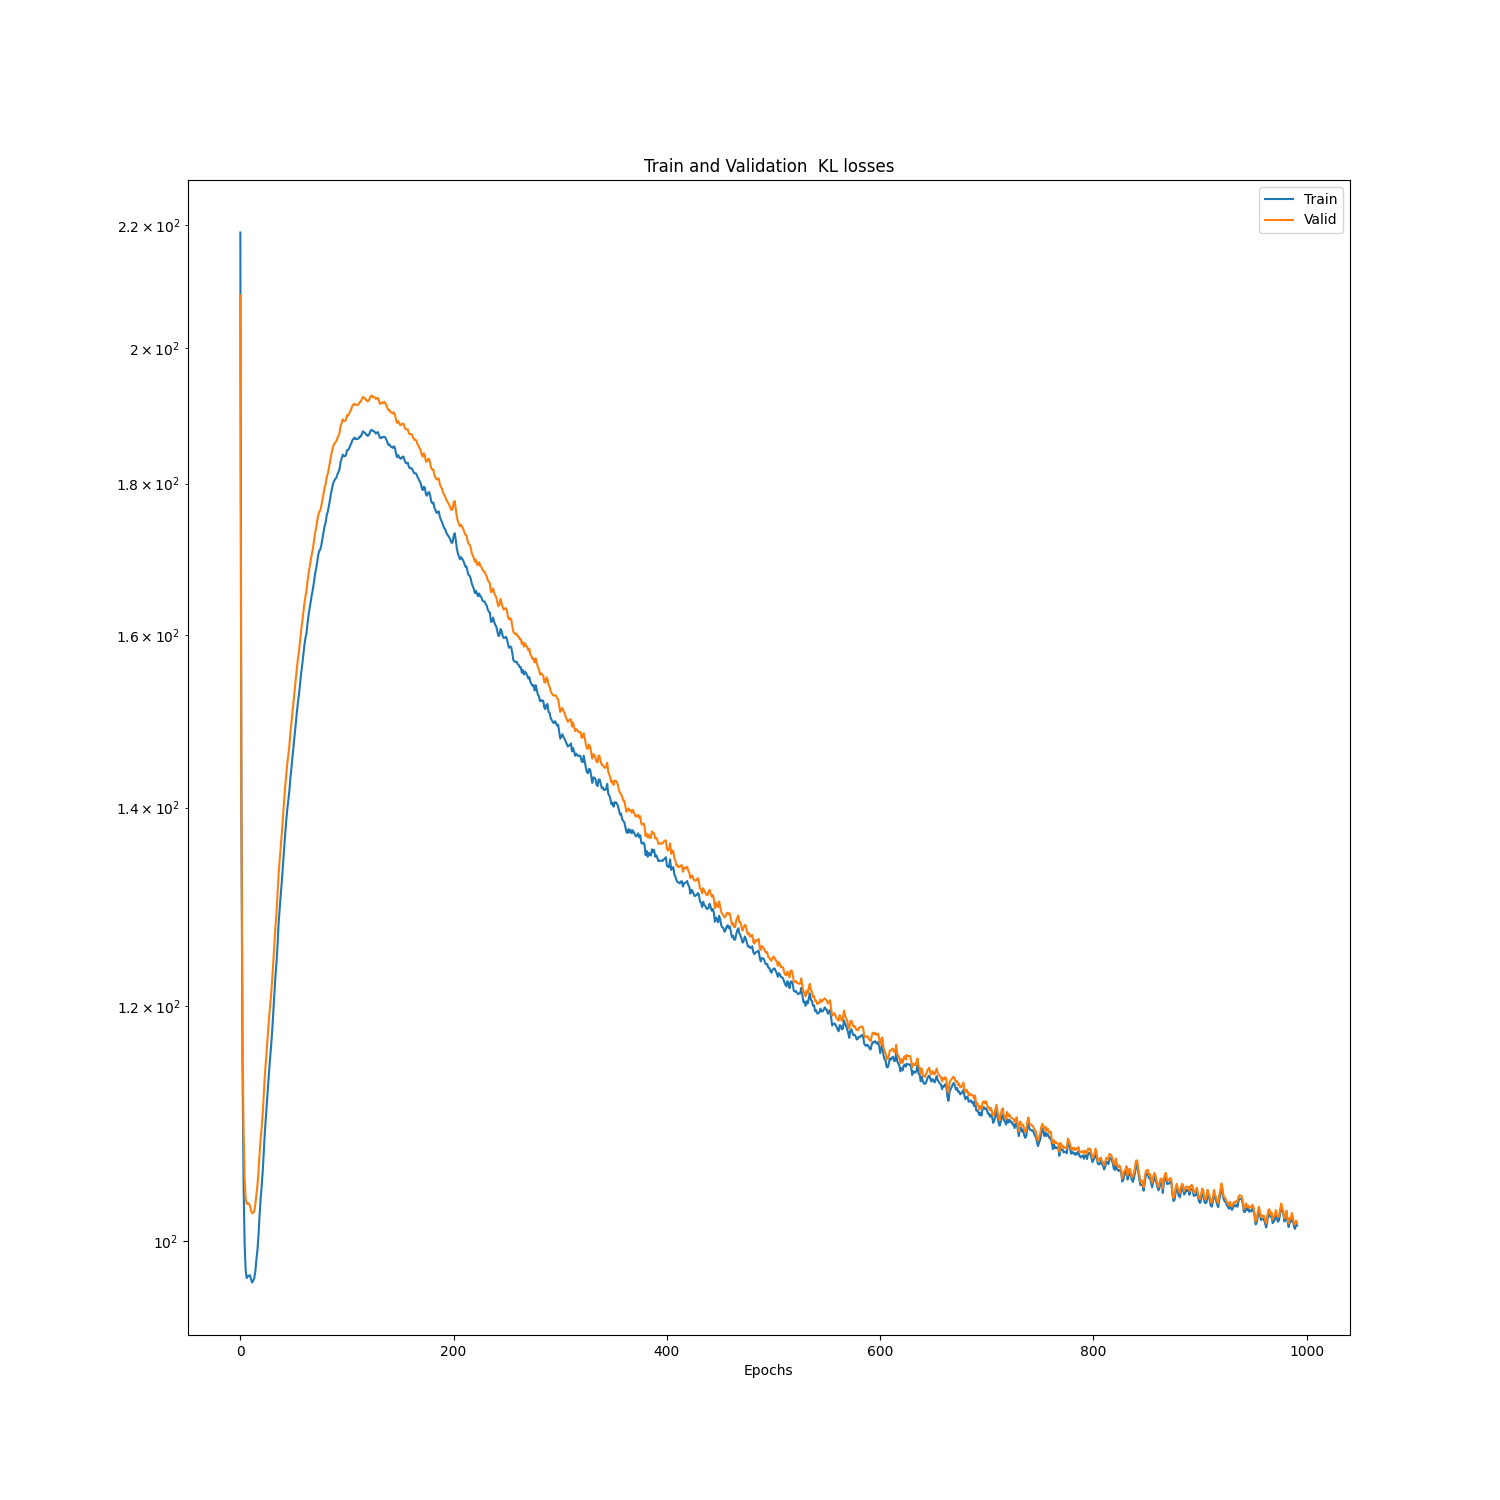 Train and Validation  KL losses
Train
Valid
2.2 × 10²
2 × 10²
1.8 × 10²
1.6 × 10²
1.4 × 10²
1.2 × 10²
10²
0 200 400 600 800 1000
Epochs